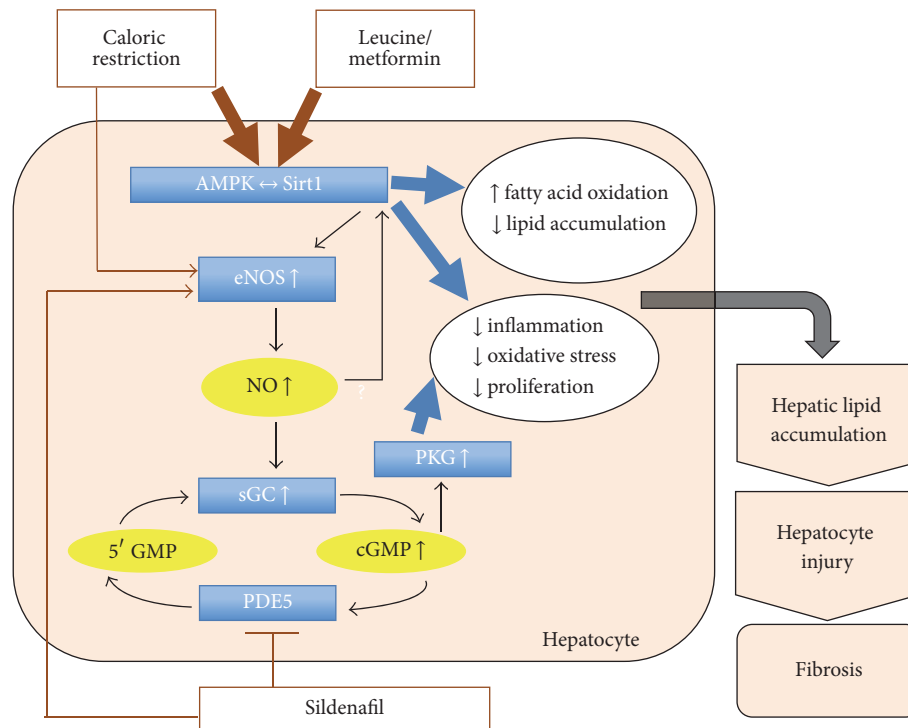 Caloric
restriction
Leucine/
metformin
AMPK ↔ Sirt1
↑ fatty acid oxidation
↓ lipid accumulation
eNOS ↑
↓ inflammation
↓ oxidative stress
↓ proliferation
NO ↑
?
Hepatic lipid
accumulation
PKG ↑
sGC ↑
5′ GMP
cGMP ↑
Hepatocyte
injury
PDE5
Hepatocyte
Fibrosis
Sildenafil